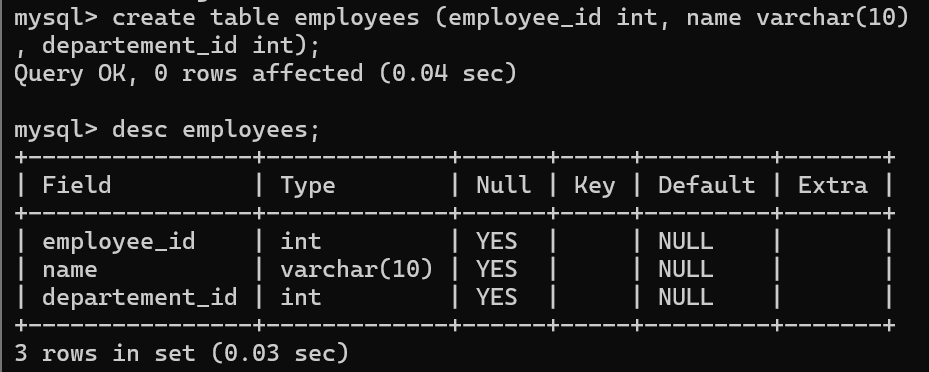 mysql> create table employees (employee_id int, name varchar(10)
, departement_id int);
Query OK, 0 rows affected (0.04 sec)

mysql> desc employees;
+----------------+-------------+------+-----+---------+-------+
| Field          | Type        | Null | Key | Default | Extra |
+----------------+-------------+------+-----+---------+-------+
| employee_id    | int         | YES  |     | NULL    |       |
| name           | varchar(10) | YES  |     | NULL    |       |
| departement_id | int         | YES  |     | NULL    |       |
+----------------+-------------+------+-----+---------+-------+
3 rows in set (0.03 sec)